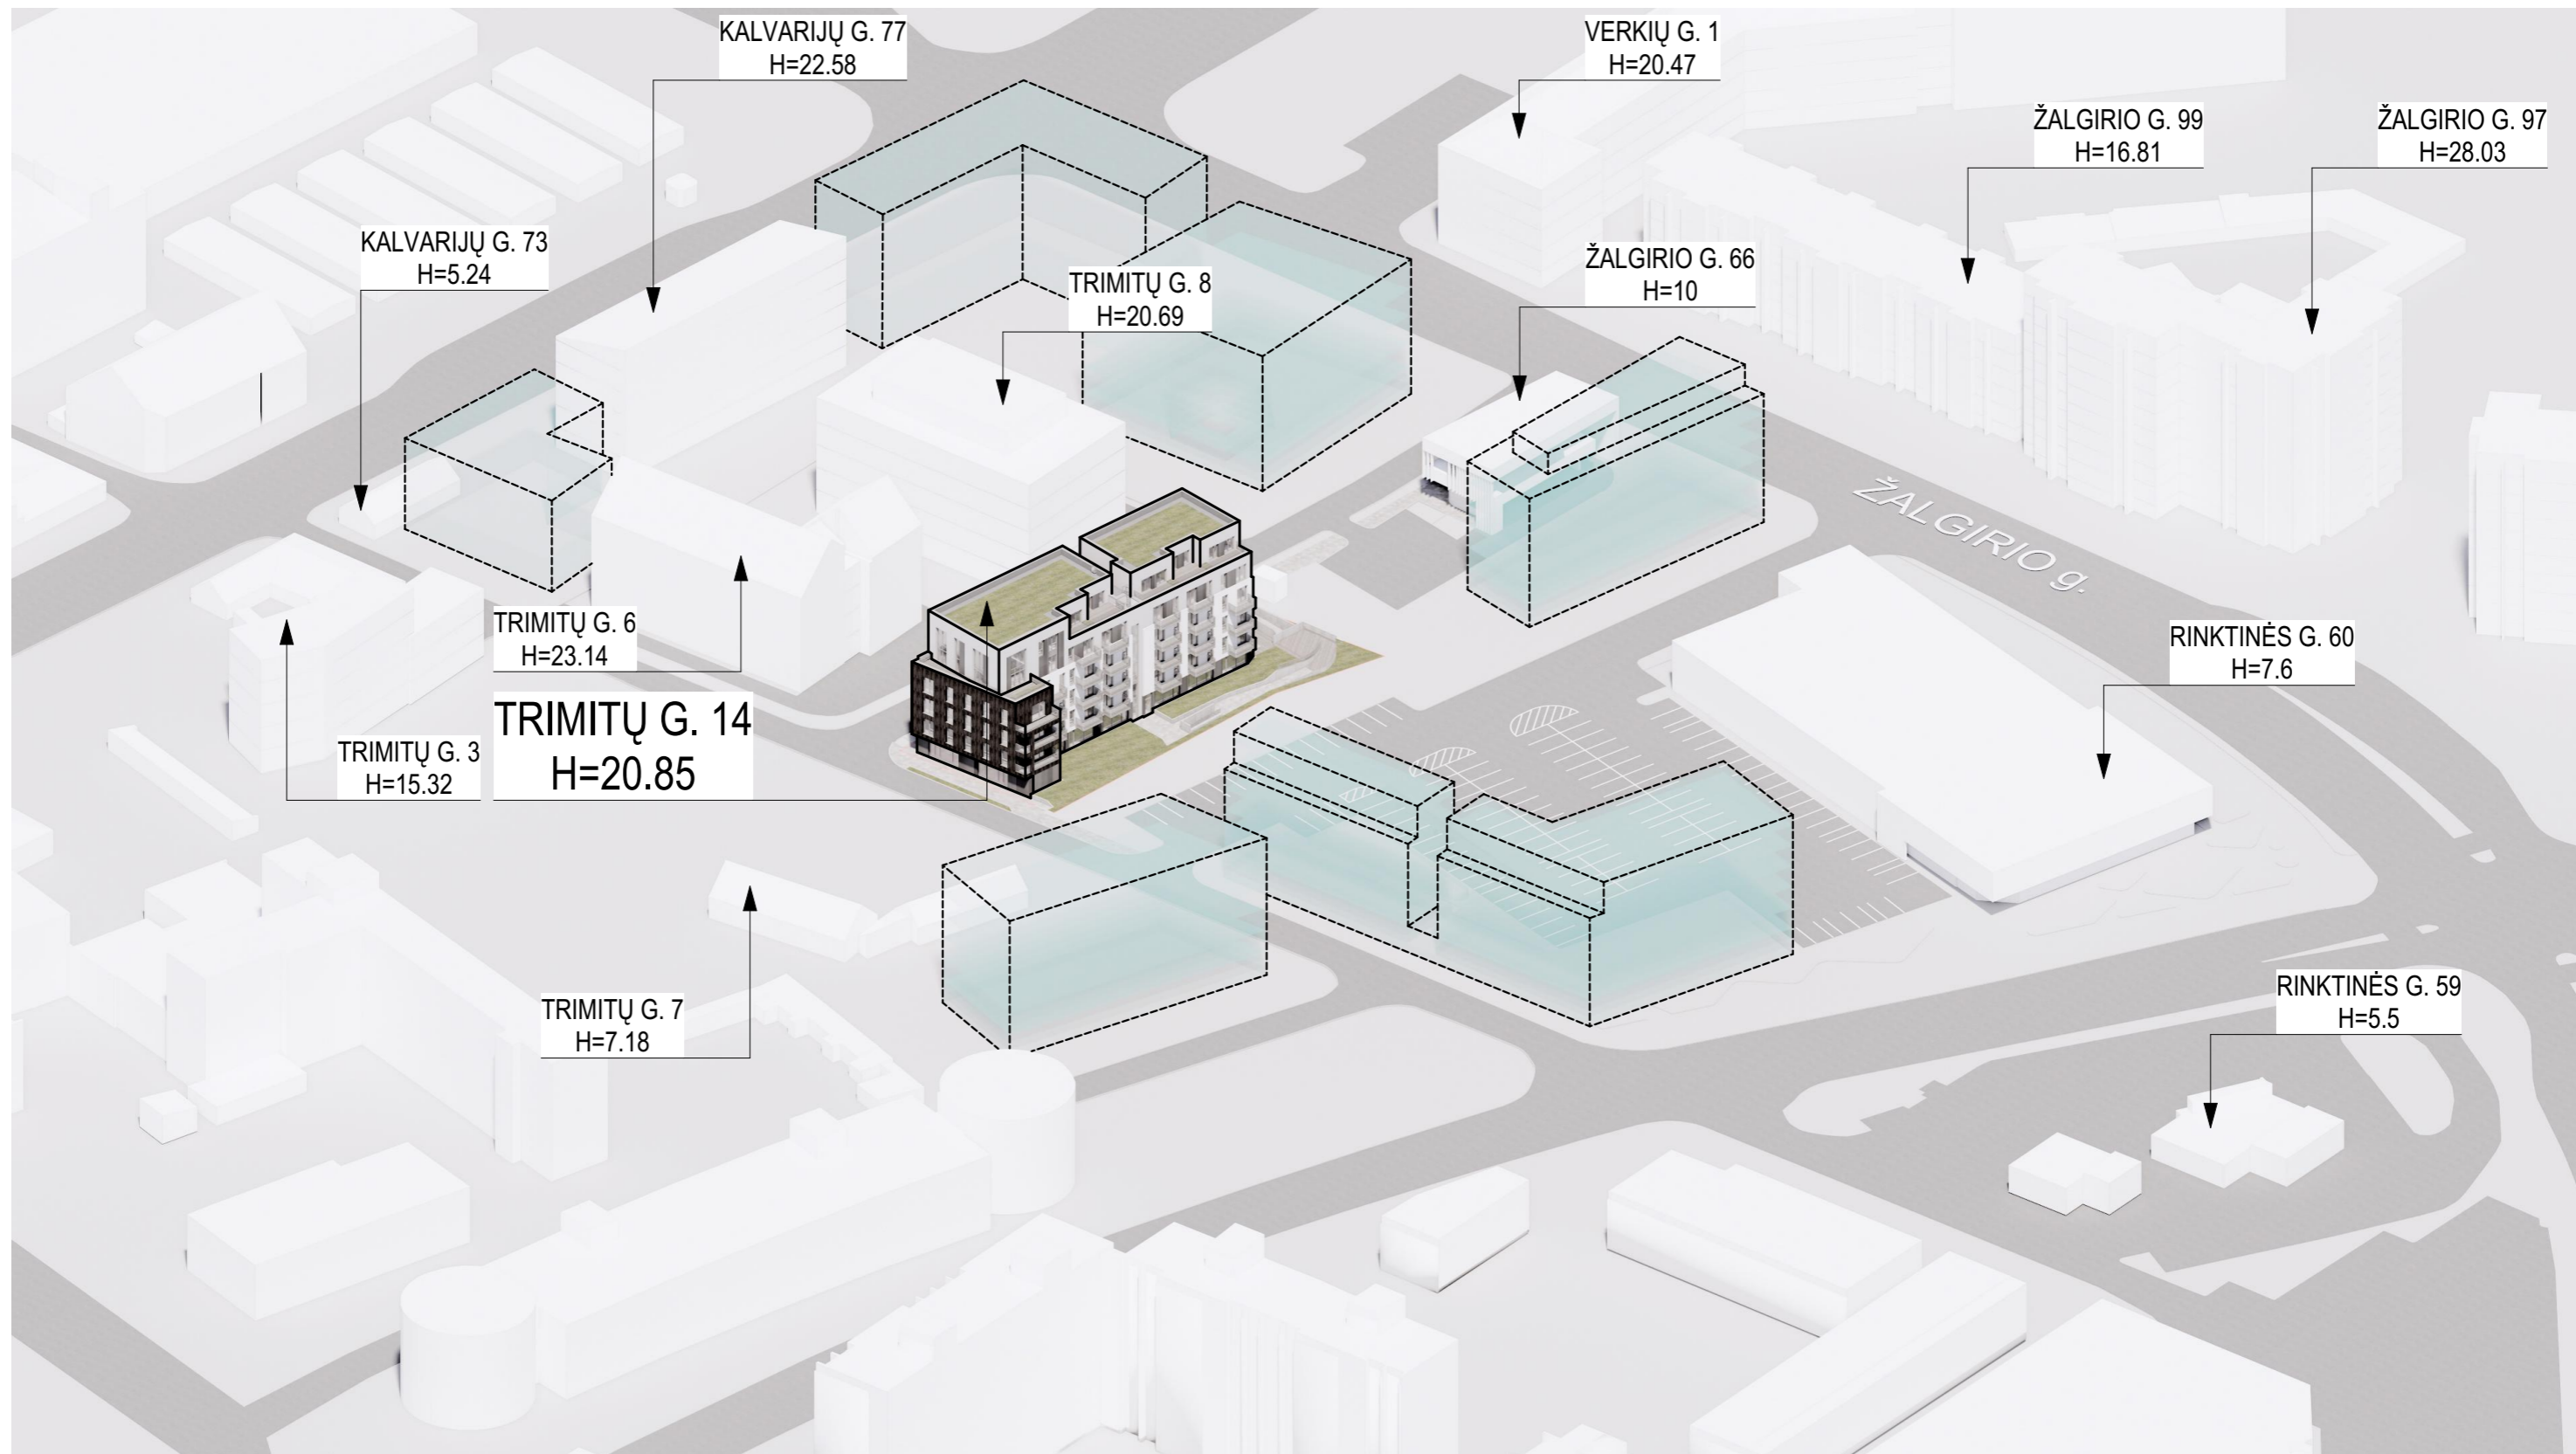 KALVARIJŲ G. 77
H=22.58
VERKIŲ G. 1
H=20.47
ŽALGIRIO G. 99
H=16.81
ŽALGIRIO G. 97
H=28.03
KALVARIJŲ G. 73
H=5.24
TRIMITŲ G. 8
H=20.69
ŽALGIRIO G. 66
H=10
ŽALGIRIO g.
TRIMITŲ G. 6
H=23.14
RINKTINĖS G. 60
H=7.6
TRIMITŲ G. 14
H=20.85
TRIMITŲ G. 3
H=15.32
TRIMITŲ G. 7
H=7.18
RINKTINĖS G. 59
H=5.5